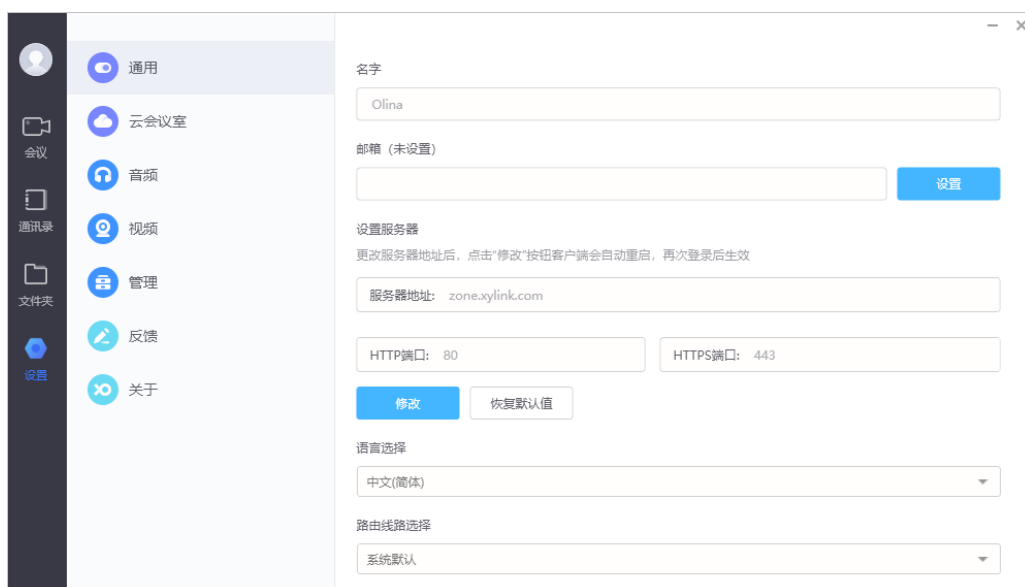 会议
通讯录
文件夹
设置
通用
云会议室
音频
视频
管理
反馈
关于
名字
Olina
邮箱（未设置）
设置
设置服务器
更改服务器地址后，点击“修改”按钮客户端会自动重启，再次登录后生效
服务器地址: zone.xylink.com
HTTP端口: 80
HTTPS端口: 443
修改
恢复默认值
语言选择
中文(简体)
路由线路选择
系统默认